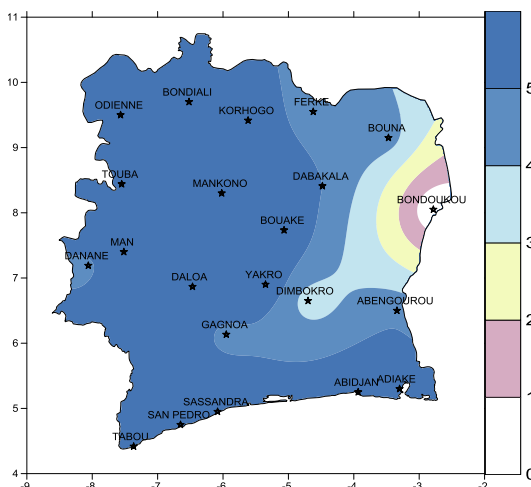 11
10
9
8
7
6
5
4
BONDIALI
ODIENNE
FERKE
KORHOGO
BOUNA
TOUBA
DABAKALA
MANKONO
BONDOUKOU
BOUAKE
MAN
DANANE
YAKRO
DALOA
DIMBOKRO
ABENGOUROU
GAGNOA
ABIDJAN
ADIAKE
SASSANDRA
SAN PEDRO
TABOU
5
4
3
2
1
0
-9 -8 -7 -6 -5 -4 -3 -2